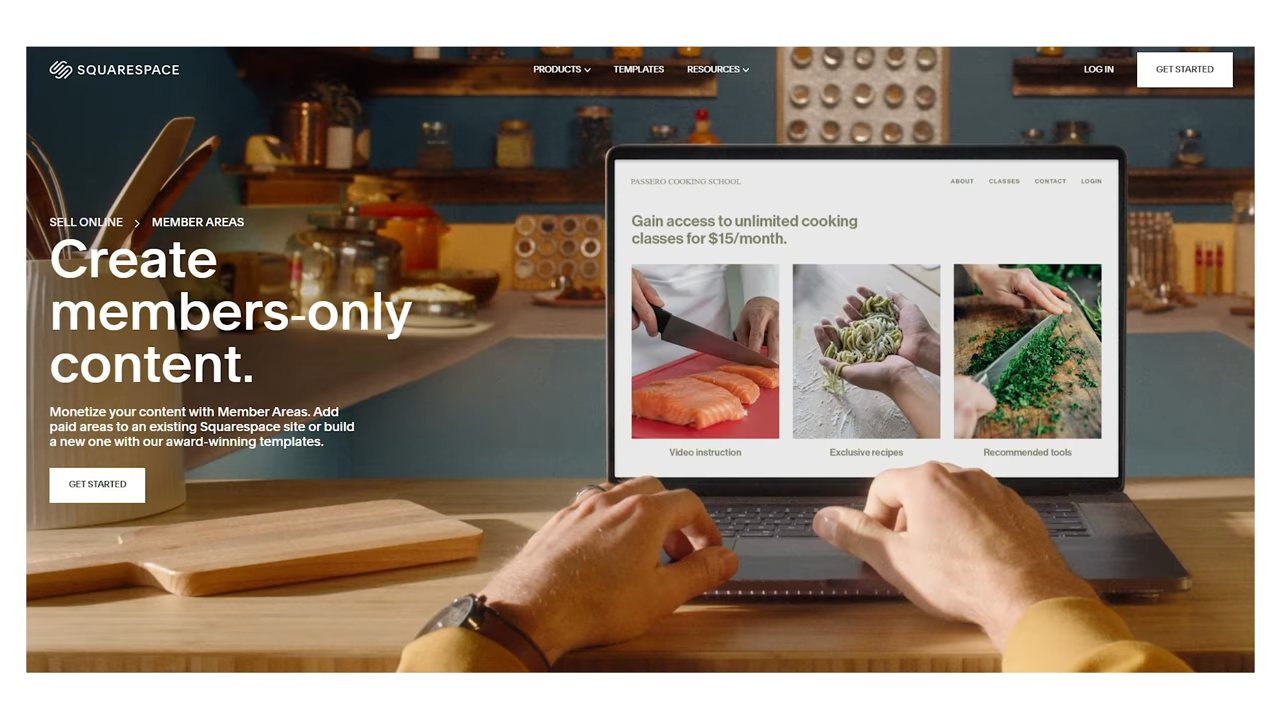 SQUARESPACE
PRODUCTS
TEMPLATES
RESOURCES
LOG IN
GET STARTED
SELL ONLINE > MEMBER AREAS
Create
members-only
content.
Monetize your content with Member Areas. Add
paid areas to an existing Squarespace site or build
a new one with our award-winning templates.
GET STARTED
PASSERO COOKING SCHOOL
ABOUT
CLASSES
CONTACT
LOGIN
Gain access to unlimited cooking
classes for $15/month.
Video instruction
Exclusive recipes
Recommended tools